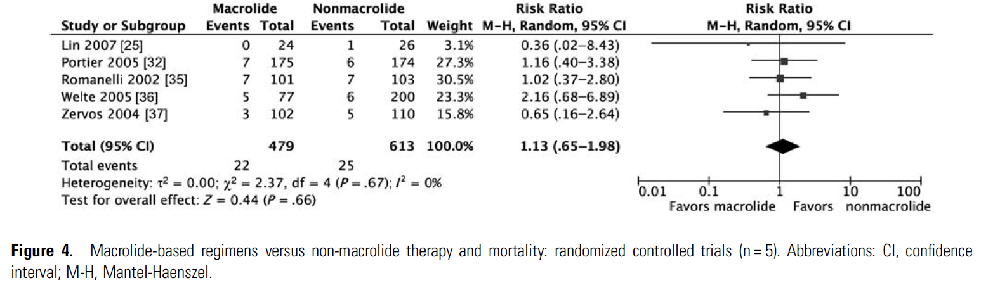 Macrolide Nonmacrolide Risk Ratio Risk Ratio
Study or Subgroup Events Total Events Total Weight M-H, Random, 95% CI M-H, Random, 95% CI
Lin 2007 [25] 0 24 1 26 3.1% 0.36 (.02–8.43)
Portier 2005 [32] 7 175 6 174 27.3% 1.16 (.40–3.38)
Romanelli 2002 [35] 7 101 7 103 30.5% 1.02 (.37–2.80)
Welte 2005 [36] 5 77 6 200 23.3% 2.16 (.68–6.89)
Zervos 2004 [37] 3 102 5 110 15.8% 0.65 (.16–2.64)
Total (95% CI) 479 613 100.0% 1.13 (.65–1.98)
Total events 22 25
Heterogeneity: τ² = 0.00; χ² = 2.37, df = 4 (P = .67); I² = 0%
Test for overall effect: Z = 0.44 (P = .66)
0.01 0.1 1 10 100
Favors macrolide Favors nonmacrolide
Figure 4. Macrolide-based regimens versus non-macrolide therapy and mortality: randomized controlled trials (n = 5). Abbreviations: CI, confidence
interval; M-H, Mantel-Haenszel.